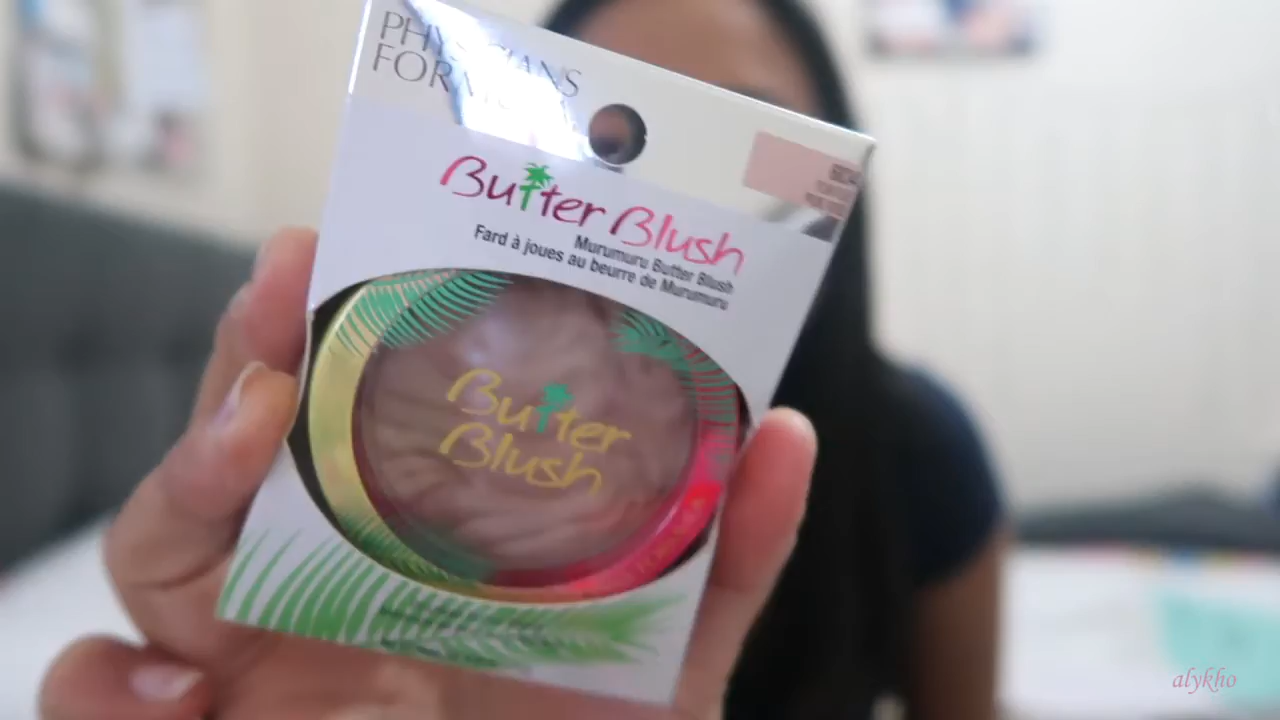 PHYSICIANS
FORMULA
Butter Blush
Murumuru Butter Blush
Fard à joues au beurre de Murumuru
Butter
Blush
alykho